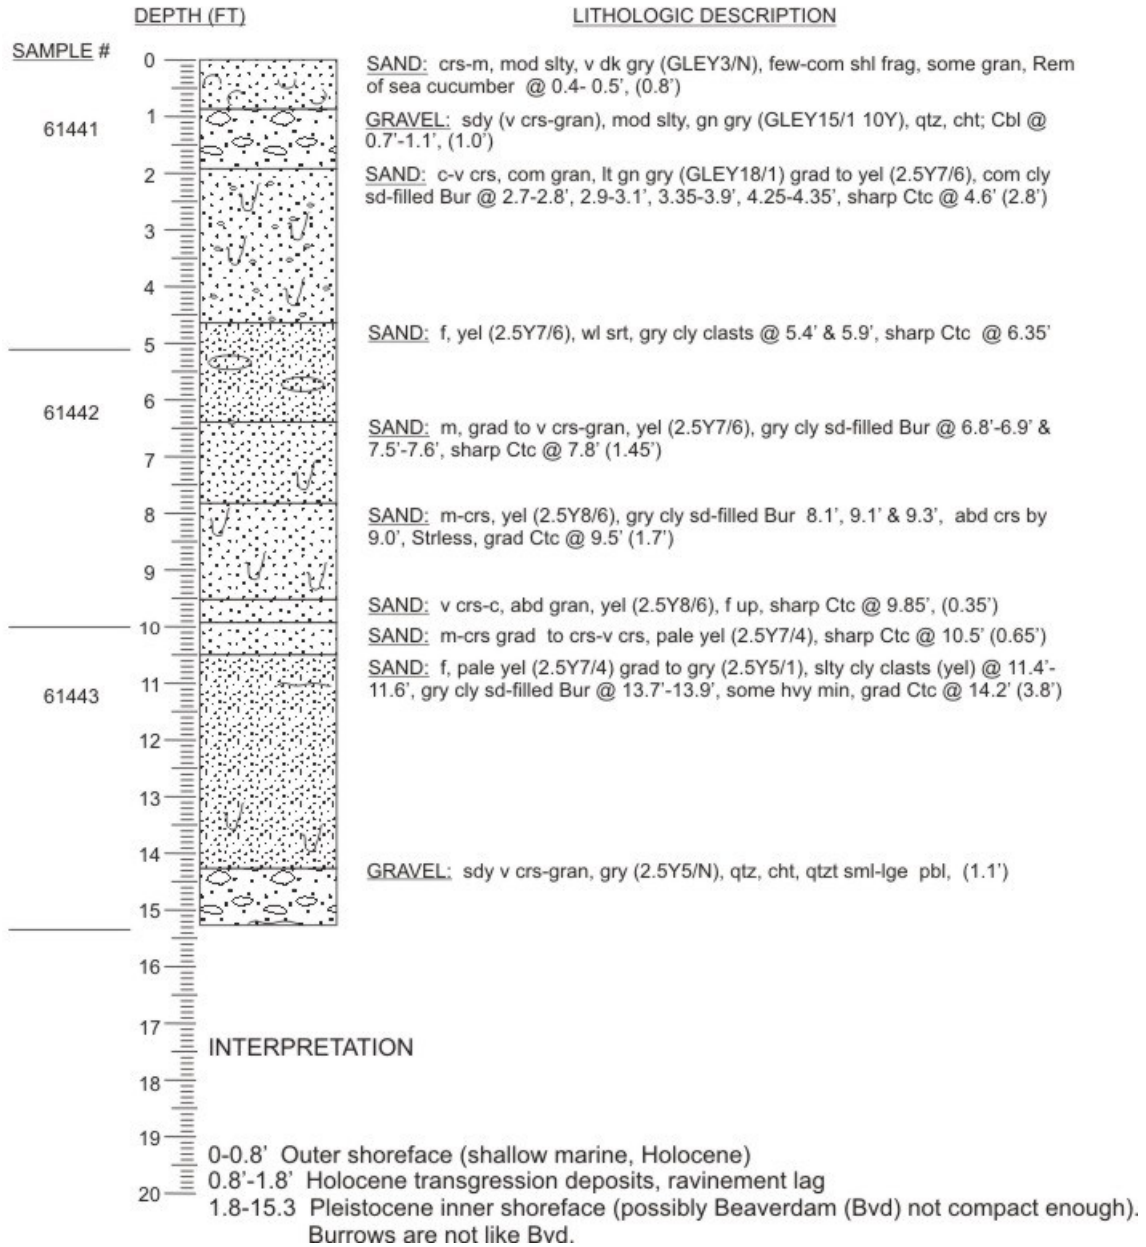 DEPTH (FT)
LITHOLOGIC DESCRIPTION
SAMPLE #
0
SAND: crs-m, mod slty, v dk gry (GLEY3/N), few-com shl frag, some gran, Rem
of sea cucumber @ 0.4- 0.5’, (0.8’)
1
61441
GRAVEL: sdy (v crs-gran), mod slty, gn gry (GLEY15/1 10Y), qtz, cht; Cbl @
0.7’-1.1’, (1.0’)
2
SAND: c-v crs, com gran, lt gn gry (GLEY18/1) grad to yel (2.5Y7/6), com cly
sd-filled Bur @ 2.7-2.8’, 2.9-3.1’, 3.35-3.9’, 4.25-4.35’, sharp Ctc @ 4.6’ (2.8’)
3
4
SAND: f, yel (2.5Y7/6), wl srt, gry cly clasts @ 5.4’ & 5.9’, sharp Ctc @ 6.35’
5
6
61442
SAND: m, grad to v crs-gran, yel (2.5Y7/6), gry cly sd-filled Bur @ 6.8’-6.9’ &
7.5’-7.6’, sharp Ctc @ 7.8’ (1.45’)
7
8
SAND: m-crs, yel (2.5Y8/6), gry cly sd-filled Bur 8.1’, 9.1’ & 9.3’, abd crs by
9.0’, Strless, grad Ctc @ 9.5’ (1.7’)
9
SAND: v crs-c, abd gran, yel (2.5Y8/6), f up, sharp Ctc @ 9.85’, (0.35’)
10
SAND: m-crs grad to crs-v crs, pale yel (2.5Y7/4), sharp Ctc @ 10.5’ (0.65’)
SAND: f, pale yel (2.5Y7/4) grad to gry (2.5Y5/1), slty cly clasts (yel) @ 11.4’-
11.6’, gry cly sd-filled Bur @ 13.7’-13.9’, some hvy min, grad Ctc @ 14.2’ (3.8’)
11
61443
12
13
14
GRAVEL: sdy v crs-gran, gry (2.5Y5/N), qtz, cht, qtzt sml-lge pbl, (1.1’)
15
16
17
INTERPRETATION
18
19
0-0.8’ Outer shoreface (shallow marine, Holocene)
0.8’-1.8’ Holocene transgression deposits, ravinement lag
20
1.8-15.3 Pleistocene inner shoreface (possibly Beaverdam (Bvd) not compact enough).
Burrows are not like Bvd.